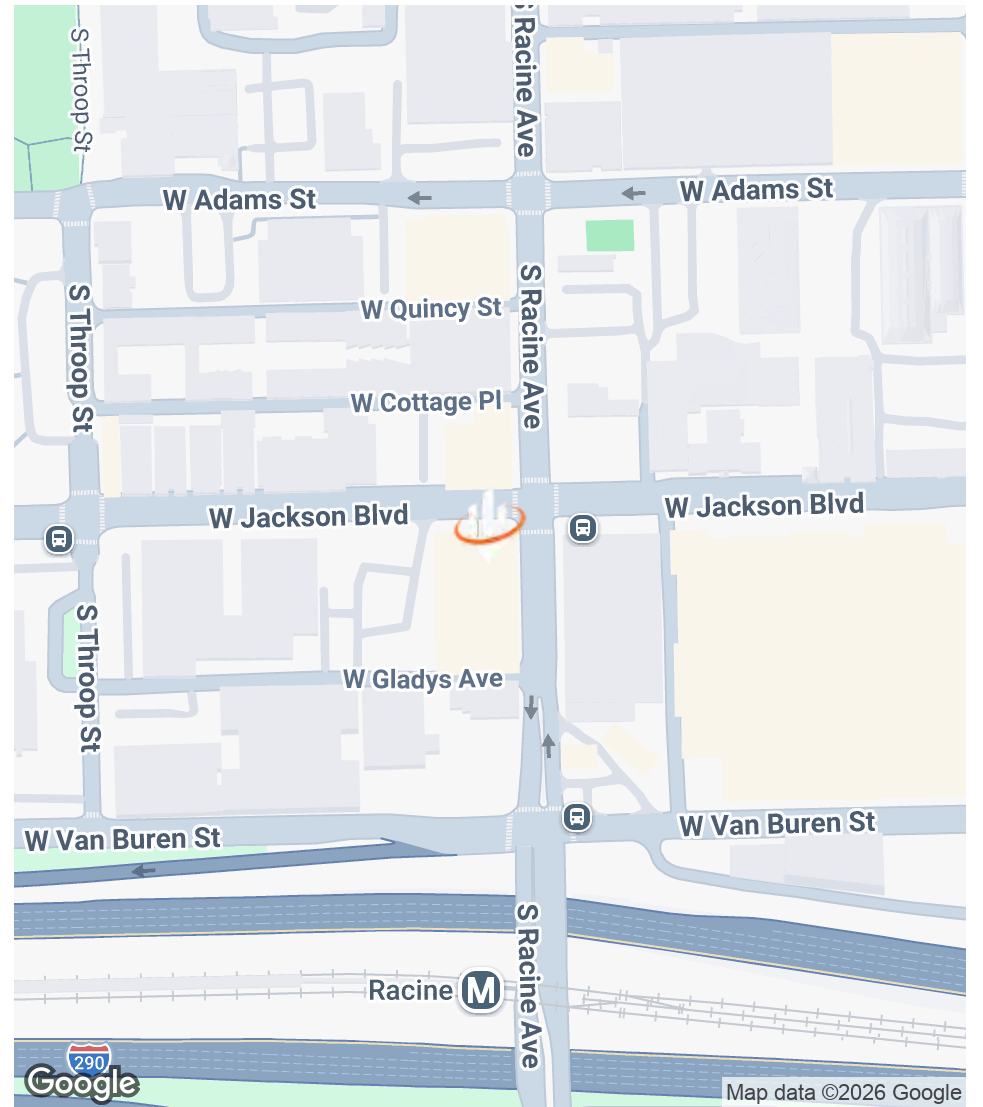 S Throop St
S Racine Ave
W Adams St
W Adams St
S Throop St
S Racine Ave
W Quincy St
W Cottage Pl
W Jackson Blvd
W Jackson Blvd
S Throop St
W Gladys Ave
W Van Buren St
W Van Buren St
S Racine Ave
Racine M
290
Google
Map data ©2026 Google